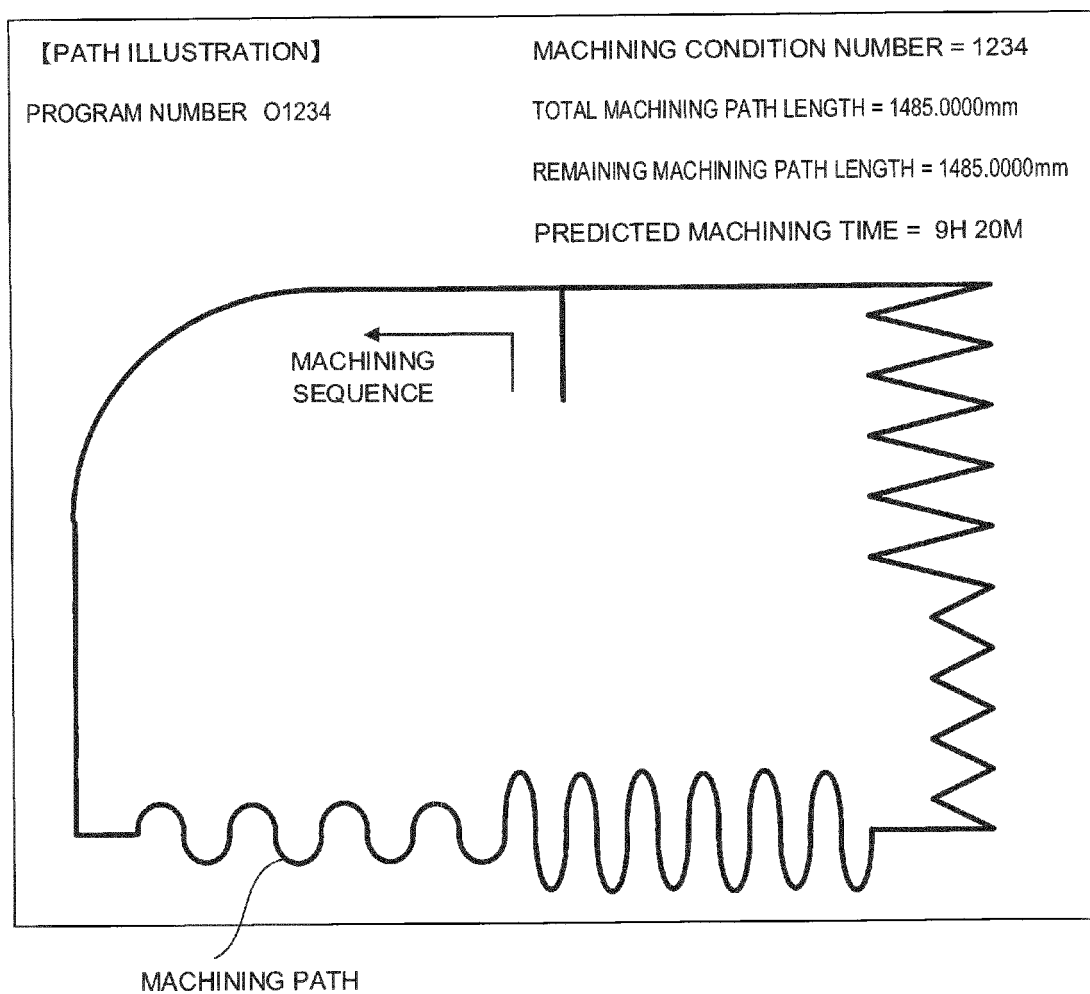 【PATH ILLUSTRATION】
PROGRAM NUMBER O1234
MACHINING CONDITION NUMBER = 1234
TOTAL MACHINING PATH LENGTH = 1485.0000mm
REMAINING MACHINING PATH LENGTH = 1485.0000mm
PREDICTED MACHINING TIME = 9H 20M
MACHINING
SEQUENCE
MACHINING PATH